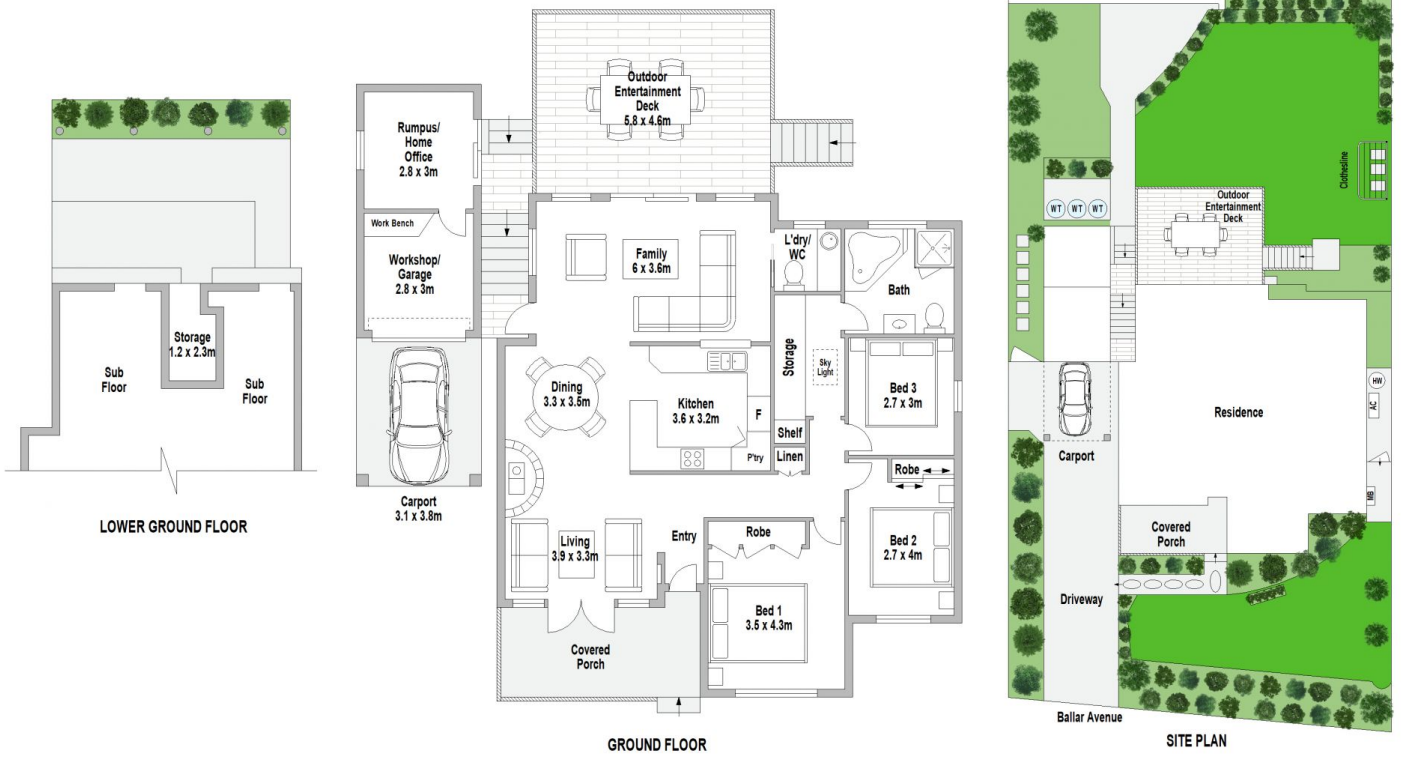 Sub
Floor
Storage
1.2 x 2.3m
Sub
Floor
LOWER GROUND FLOOR
Rumpus/
Home
Office
2.8 x 3m
Work Bench
Workshop/
Garage
2.8 x 3m
Carport
3.1 x 3.8m
Outdoor
Entertainment
Deck
5.8 x 4.6m
Family
6 x 3.6m
L'dry/
WC
Bath
Storage
Sky
Light
Dining
3.3 x 3.5m
Kitchen
3.6 x 3.2m
F
P'try
Shelf
Linen
Bed 3
2.7 x 3m
Robe
Bed 2
2.7 x 4m
Living
3.9 x 3.3m
Entry
Robe
Bed 1
3.5 x 4.3m
Covered
Porch
GROUND FLOOR
Clothesline
WT WT WT
Outdoor
Entertainment
Deck
Residence
HW
AC
MB
Carport
Covered
Porch
Driveway
Ballar Avenue
SITE PLAN